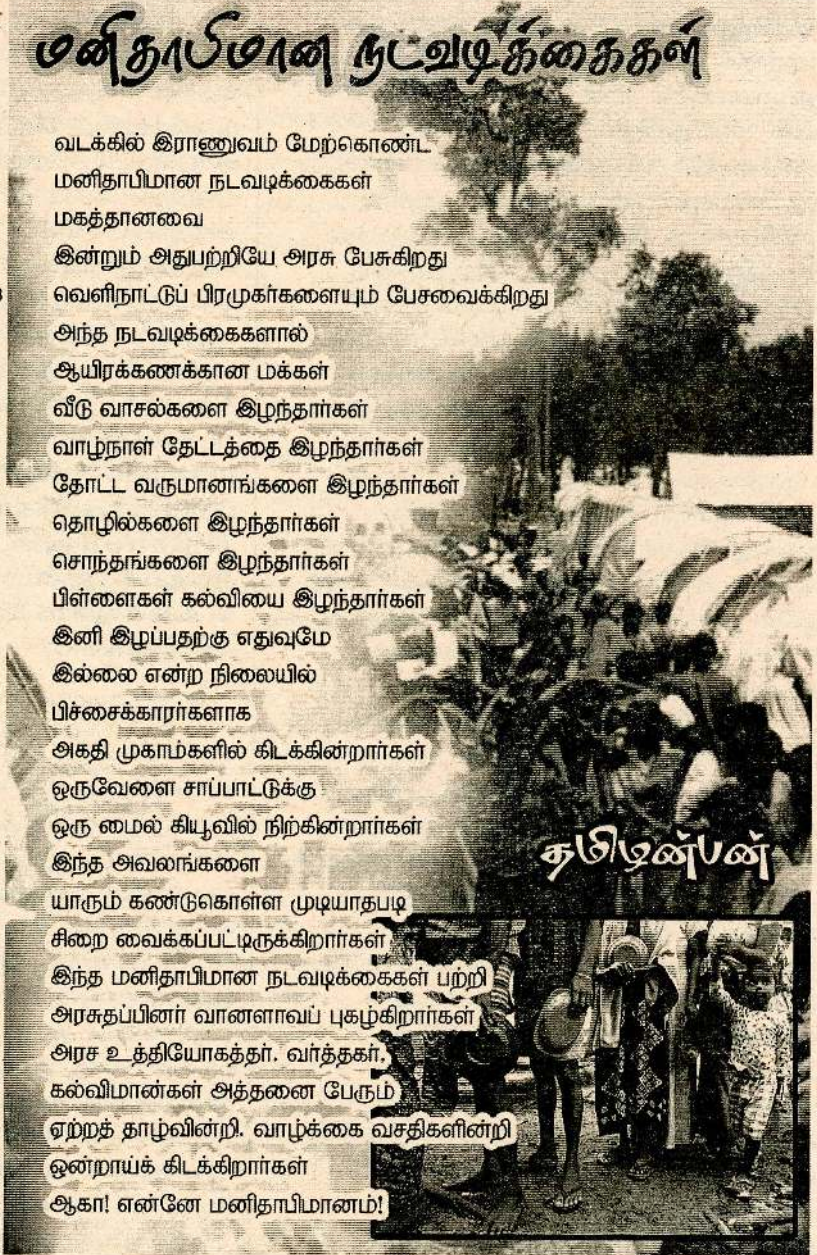 மனிதாபிமான நடவடிக்கைகள்
வடக்கில் இராணுவம் மேற்கொண்ட
மனிதாபிமான நடவடிக்கைகள்
மகத்தானவை
இன்றும் அதுபற்றியே அரசு பேசுகிறது
வெளிநாட்டுப் பிரமுகர்களையும் பேசவைக்கிறது
அந்த நடவடிக்கைகளால்
ஆயிரக்கணக்கான மக்கள்
வீடு வாசல்களை இழந்தார்கள்
வாழ்நாள் தேட்டத்தை இழந்தார்கள்
தோட்ட வருமானங்களை இழந்தார்கள்
தொழில்களை இழந்தார்கள்
சொந்தங்களை இழந்தார்கள்
பிள்ளைகள் கல்வியை இழந்தார்கள்
இனி இழப்பதற்கு எதுவுமே
இல்லை என்ற நிலையில்
பிச்சைக்காரர்களாக
அகதி முகாம்களில் கிடக்கின்றார்கள்
ஒருவேளை சாப்பாட்டுக்கு
ஒரு மைல் கியூவில் நிற்கின்றார்கள்
இந்த அவலங்களை
யாரும் கண்டுகொள்ள முடியாதபடி
சிறை வைக்கப்பட்டிருக்கிறார்கள்
இந்த மனிதாபிமான நடவடிக்கைகள் பற்றி
அரசுதப்பினர் வானளாவப் புகழ்கிறார்கள்
அரச உத்தியோகத்தர். வர்த்தகர்.
கல்விமான்கள் அத்தனை பேரும்
ஏற்றத் தாழ்வின்றி. வாழ்க்கை வசதிகளின்றி
ஒன்றாய்க் கிடக்கிறார்கள்
ஆகா! என்னே மனிதாபிமானம்!
தமிழன்பன்